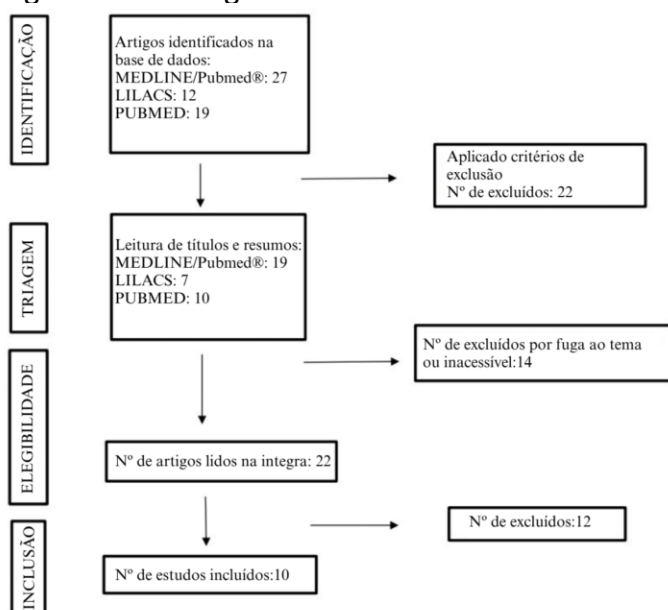 IDENTIFICAÇÃO
Artigos identificados na
base de dados:
MEDLINE/Pubmed®: 27
LILACS: 12
PUBMED: 19
Aplicado critérios de
exclusão
Nº de excluídos: 22
TRIAGEM
Leitura de títulos e resumos:
MEDLINE/Pubmed®: 19
LILACS: 7
PUBMED: 10
Nº de excluídos por fuga ao tema
ou inacessível:14
ELEGIBILIDADE
Nº de artigos lidos na integra: 22
Nº de excluídos:12
INCLUSÃO
Nº de estudos incluídos:10